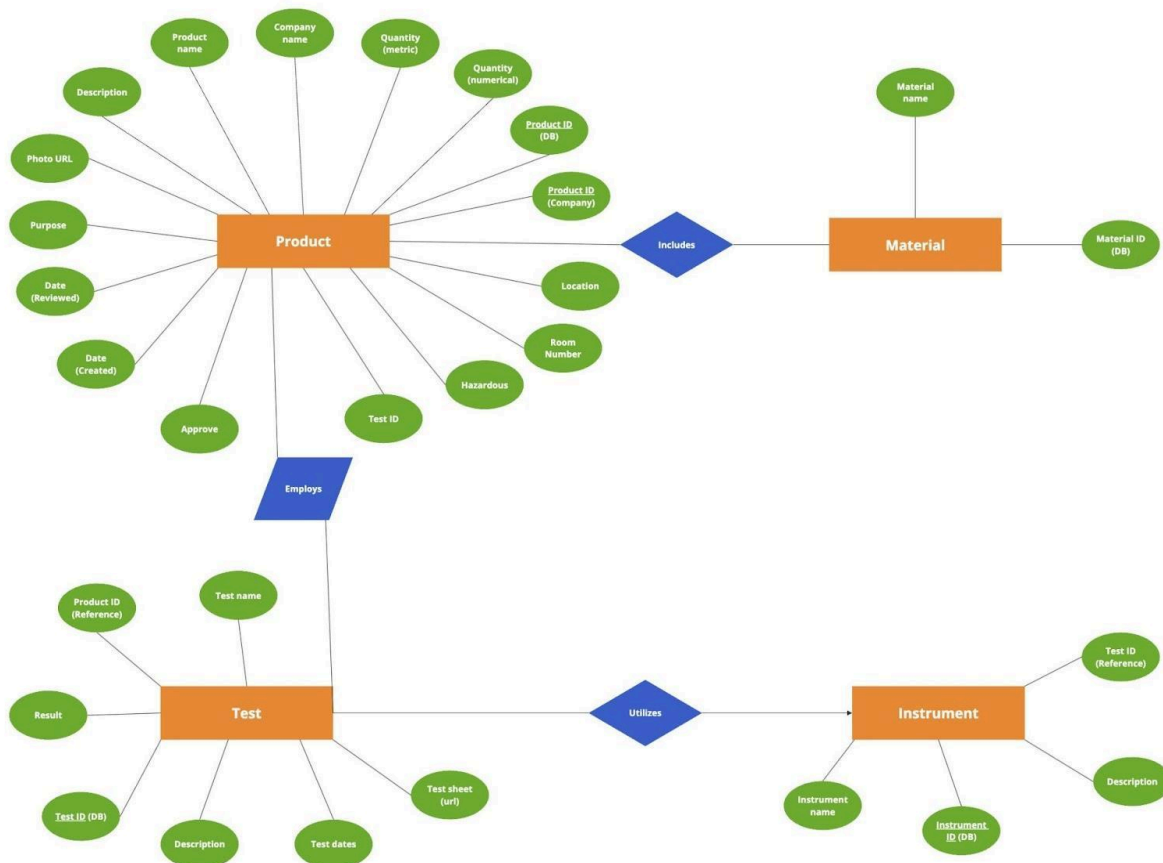 Product
name
Company
name
Quantity
(metric)
Quantity
(numerical)
Description
Product ID
(DB)
Photo URL
Product ID
(Company)
Purpose
Product
Includes
Date
(Reviewed)
Location
Date
(Created)
Room
Number
Hazardous
Test ID
Approve
Material
name
Material
Material ID
(DB)
Employs
Product ID
(Reference)
Test name
Result
Test
Utilizes
Test ID (DB)
Description
Test dates
Test sheet
(url)
Test ID
(Reference)
Instrument
Description
Instrument
name
Instrument
ID (DB)